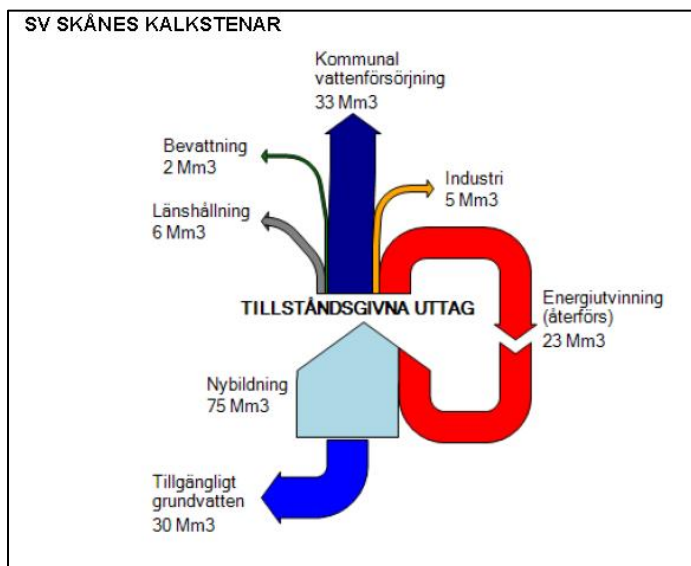 SV SKÅNES KALKSTENAR
Kommunal
vattenförsörjning
33 Mm3
Bevattning
2 Mm3
Industri
5 Mm3
Länshållning
6 Mm3
TILLSTÅNDSGIVNA UTTAG
Energiutvinning
(återförs)
23 Mm3
Nybildning
75 Mm3
Tillgängligt
grundvatten
30 Mm3